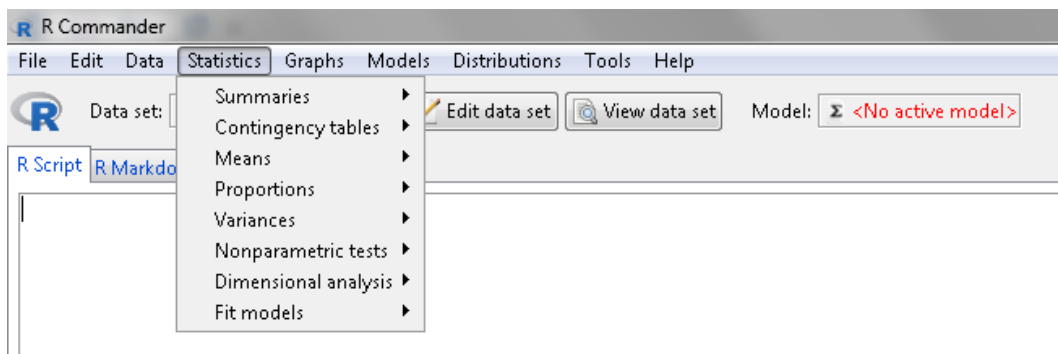 R R Commander
File Edit Data Statistics Graphs Models Distributions Tools Help
R Data set: Edit data set View data set Model: Σ <No active model>
R Script R Markdo
Summaries
Contingency tables
Means
Proportions
Variances
Nonparametric tests
Dimensional analysis
Fit models